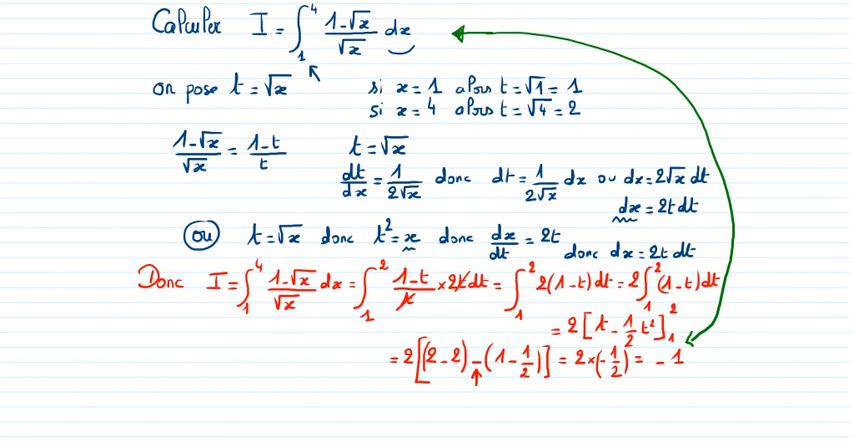 Calculer I = ∫₁⁴ (1-√x)/√x dx
on pose t = √x si x = 1 alors t = √1 = 1
si x = 4 alors t = √4 = 2
(1-√x)/√x = (1-t)/t t = √x
dt/dx = 1/(2√x) donc dt = 1/(2√x) dx ou dx = 2√x dt
dx = 2t dt
ou t = √x donc t² = x donc dx/dt = 2t
donc dx = 2t dt
Donc I = ∫₁⁴ (1-√x)/√x dx = ∫₁² (1-t)/t × 2t dt = ∫₁² 2(1-t) dt = 2∫₁² (1-t) dt
= 2[t - 1/2 t²]₁²
= 2[(2-2) - (1 - 1/2)] = 2×(-1/2) = -1